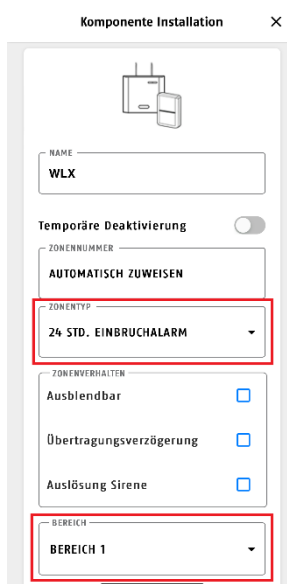 Komponente Installation
NAME
WLX
Temporäre Deaktivierung
ZONENNUMMER
AUTOMATISCH ZUWEISEN
ZONENTYP
24 STD. EINBRUCHALARM
ZONENVERHALTEN
Ausblendbar
Übertragungsverzögerung
Auslösung Sirene
BEREICH
BEREICH 1